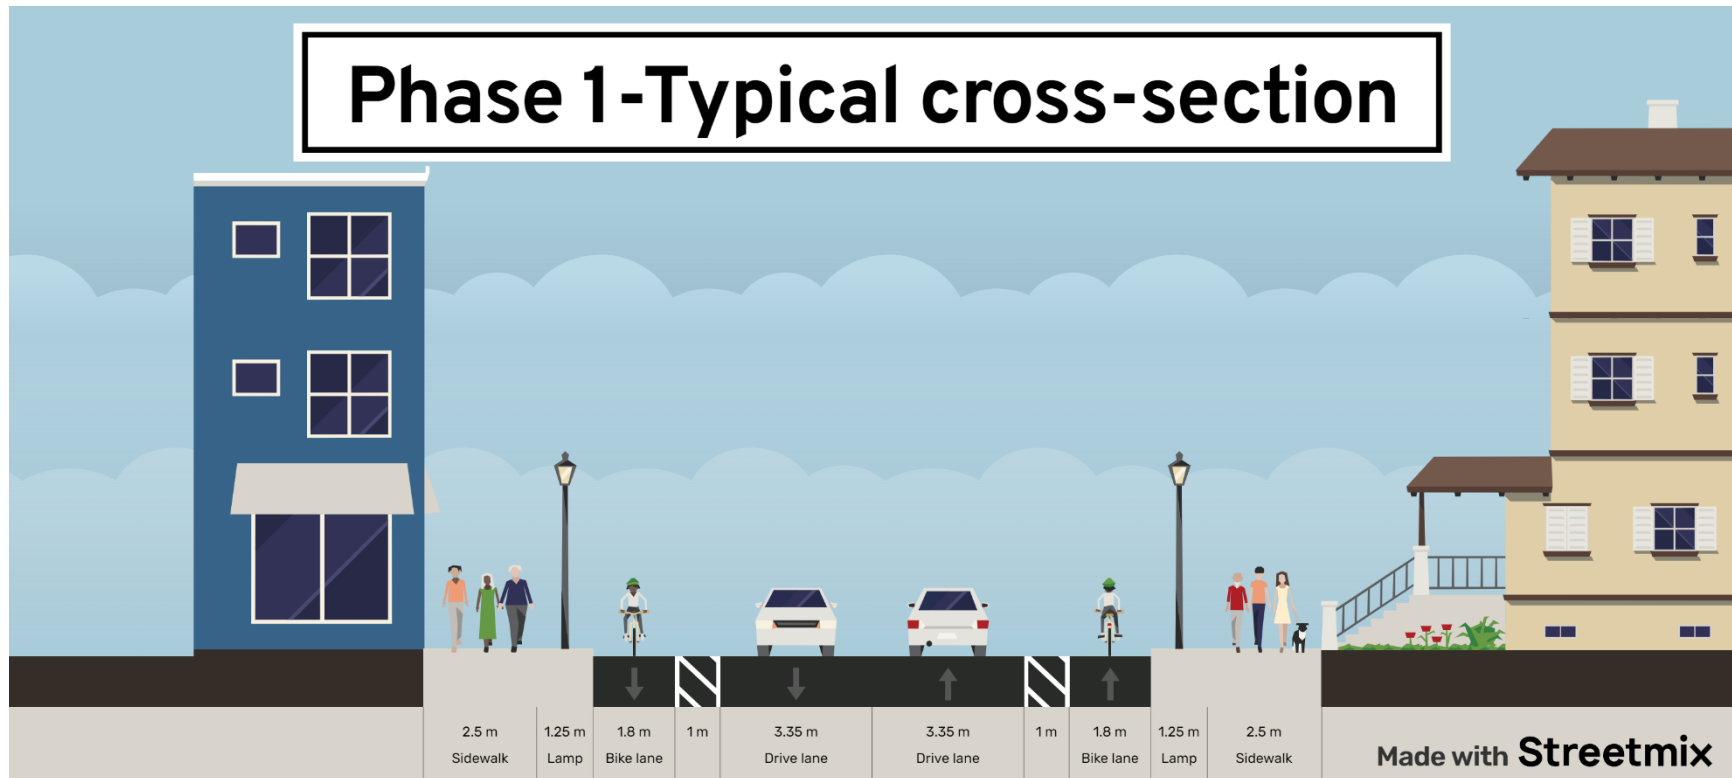 Phase 1-Typical cross-section
2.5 m 1.25 m 1.8 m 1 m 3.35 m 3.35 m 1 m 1.8 m 1.25 m 2.5 m
Sidewalk Lamp Bike lane Drive lane Drive lane Bike lane Lamp Sidewalk
Made with Streetmix